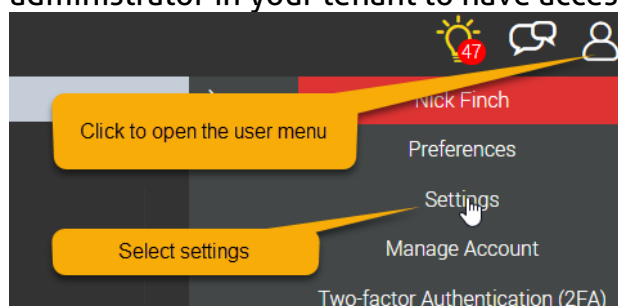 administrator in your tenant to have acces
47
Nick Finch
Click to open the user menu
Preferences
Settings
Select settings
Manage Account
Two-factor Authentication (2FA)